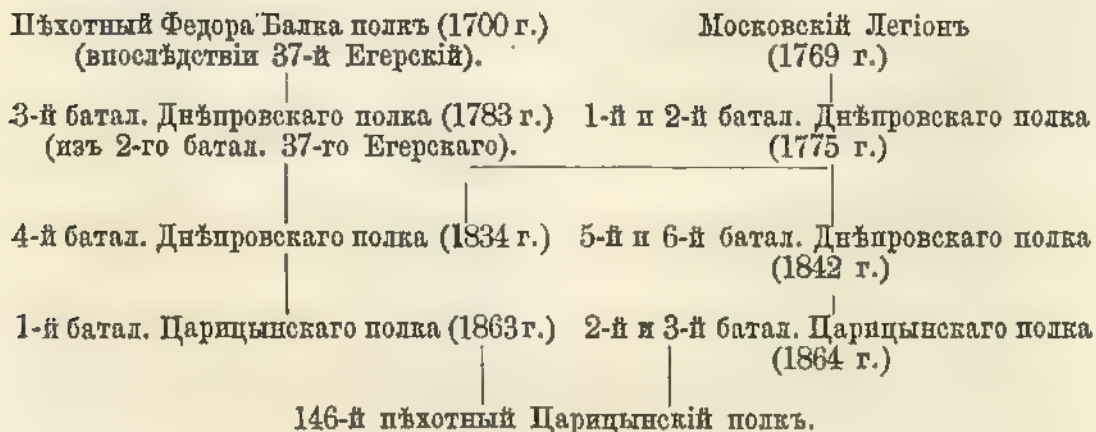 Пѣхотный Федора Балка полкъ (1700 г.)
(впослѣдствіи 37-й Егерскій).
Московскій Легіонъ
(1769 г.)
3-й батал. Днѣпровскаго полка (1783 г.)
(изъ 2-го батал. 37-го Егерскаго).
1-й и 2-й батал. Днѣпровскаго полка
(1775 г.)
4-й батал. Днѣпровскаго полка (1834 г.)
5-й и 6-й батал. Днѣпровскаго полка
(1842 г.)
1-й батал. Царицынскаго полка (1863 г.)
2-й и 3-й батал. Царицынскаго полка
(1864 г.)
146-й пѣхотный Царицынскій полкъ.